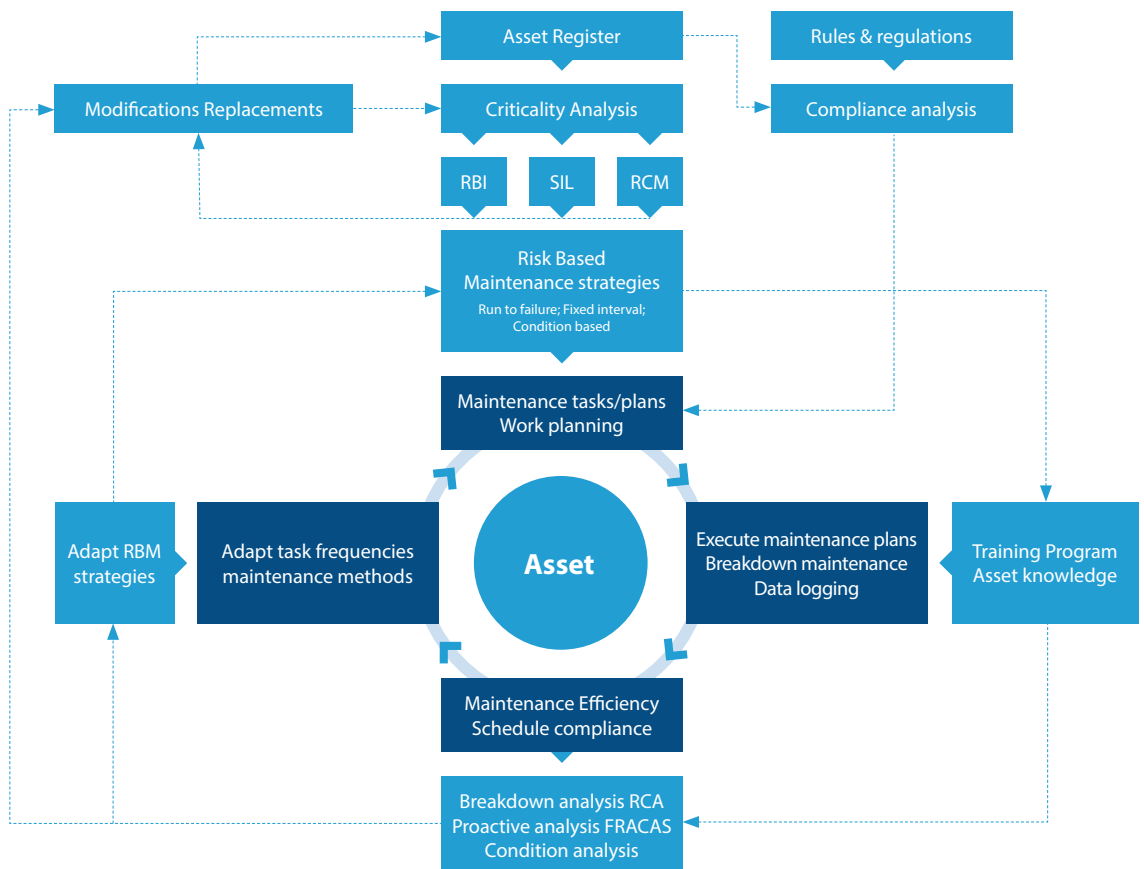 Asset Register
Rules & regulations
Modifications Replacements
Criticality Analysis
Compliance analysis
RBI
SIL
RCM
Risk Based
Maintenance strategies
Run to failure; Fixed interval;
Condition based
Maintenance tasks/plans
Work planning
Adapt RBM
strategies
Adapt task frequencies
maintenance methods
Asset
Execute maintenance plans
Breakdown maintenance
Data logging
Training Program
Asset knowledge
Maintenance Efficiency
Schedule compliance
Breakdown analysis RCA
Proactive analysis FRACAS
Condition analysis